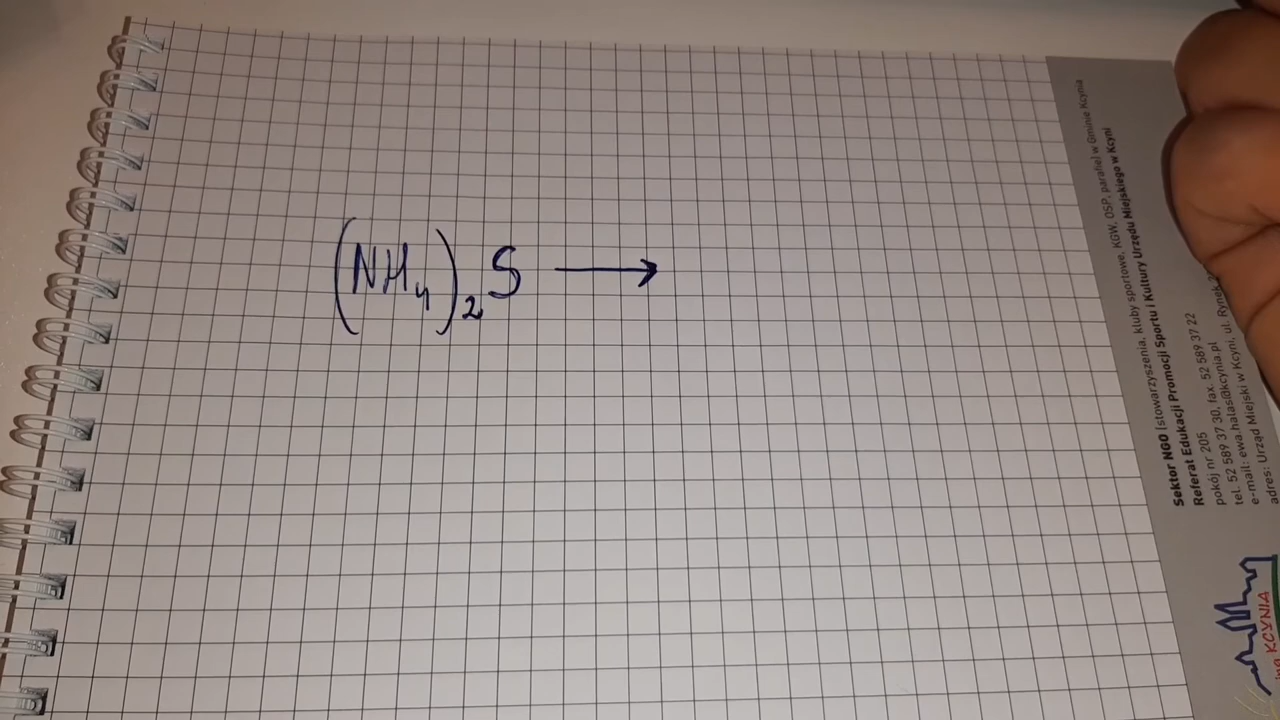 (NH₄)₂S →
Sektor NGO (stowarzyszenia, kluby sportowe, KGW, OSP, parafie) w Gminie Kcynia
Referat Edukacji Promocji Sportu i Kultury Urzędu Miejskiego w Kcyni
pokój nr 205
tel. 52 589 37 30, fax. 52 589 37 22
e-mail: ewa.halas@kcynia.pl
adres: Urząd Miejski w Kcyni, ul. Rynek
KCYNIA